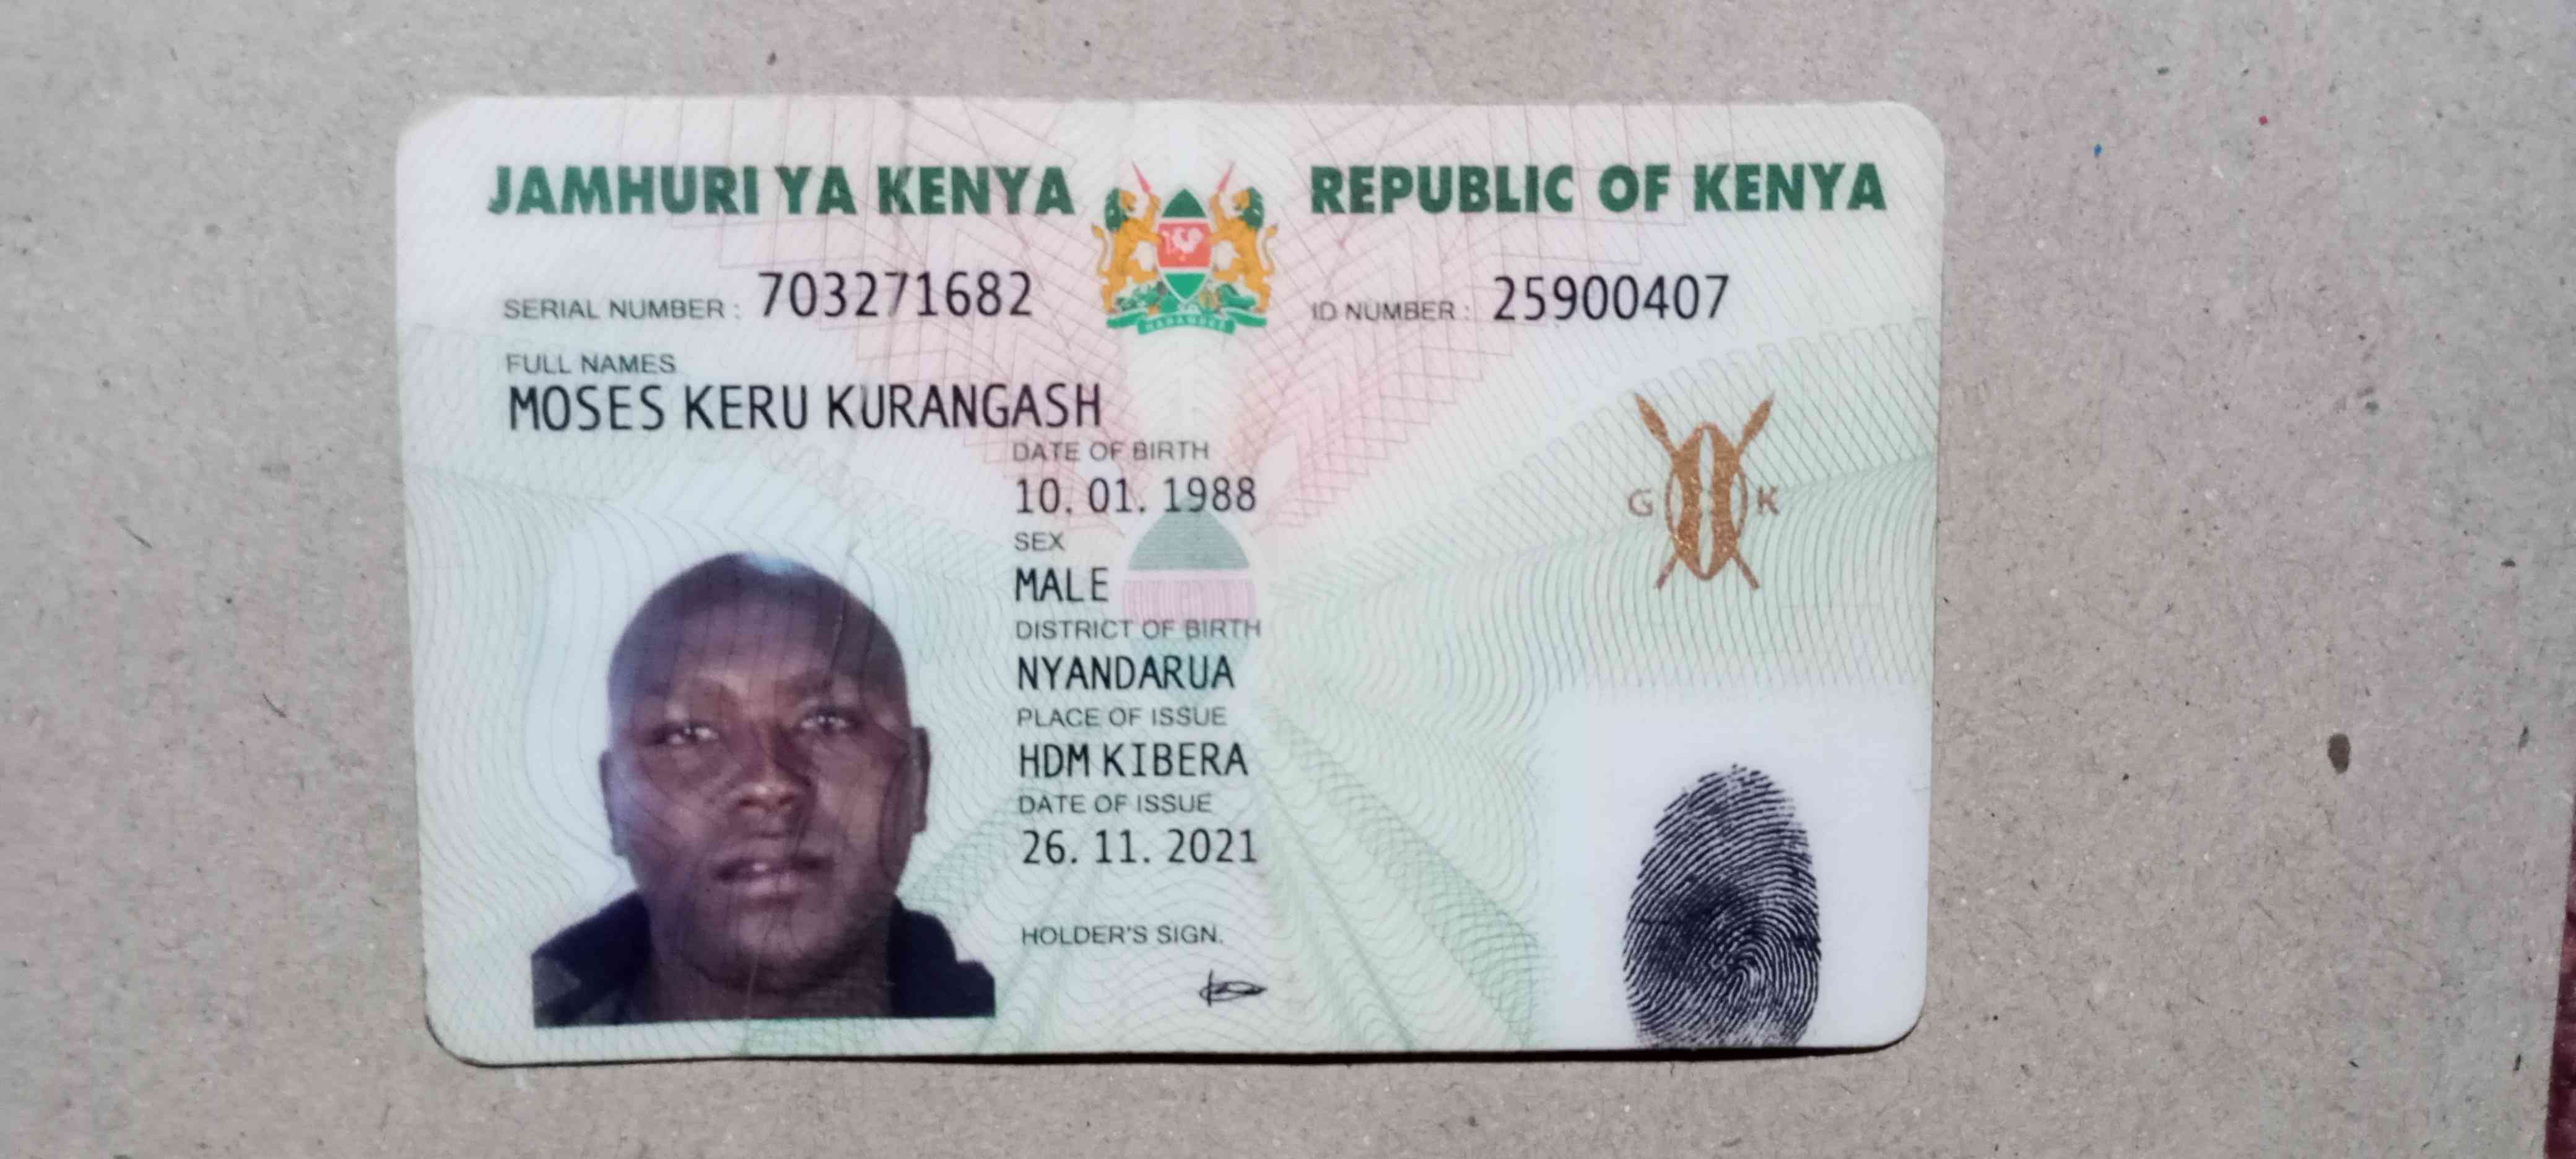 JAMHURI YA KENYA REPUBLIC OF KENYA
SERIAL NUMBER : 703271682 ID NUMBER : 25900407
FULL NAMES
MOSES KERU KURANGASH
DATE OF BIRTH
10. 01. 1988
SEX
MALE
DISTRICT OF BIRTH
NYANDARUA
PLACE OF ISSUE
HDM KIBERA
DATE OF ISSUE
26. 11. 2021
HOLDER'S SIGN.
G K
HARAMBEE